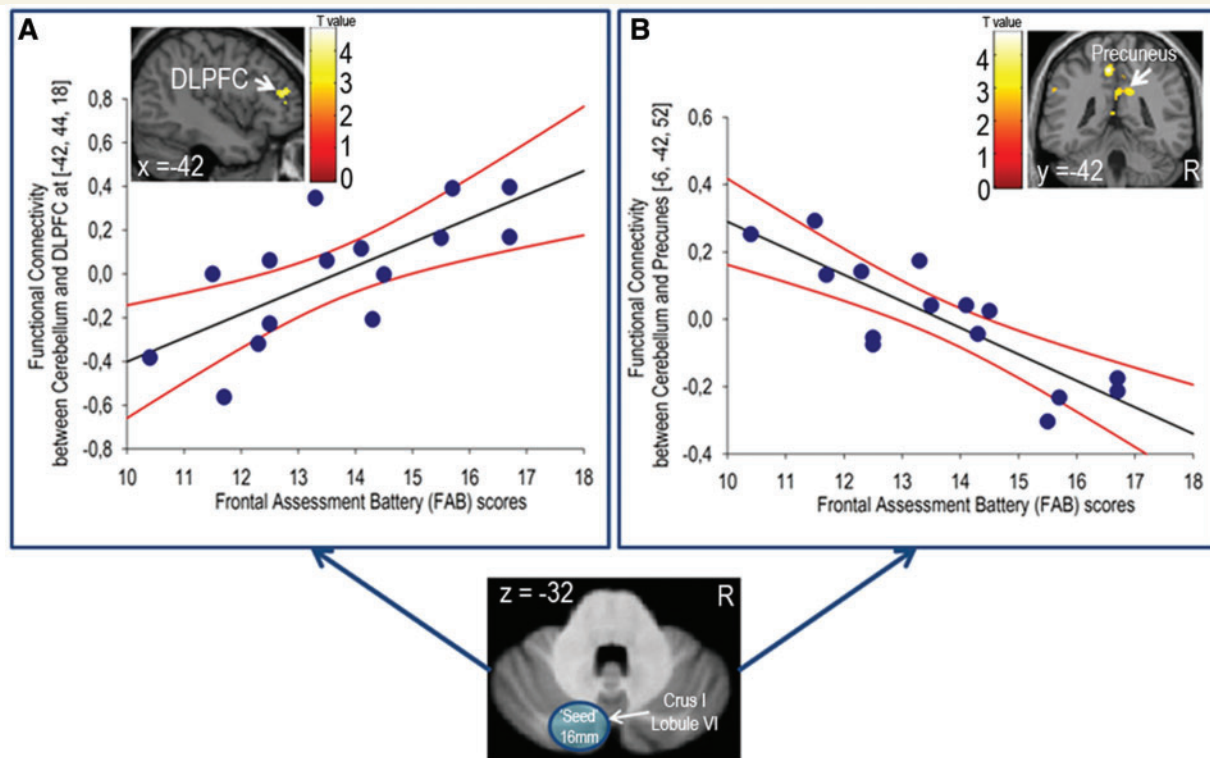 A
T value
4
3
2
1
0
DLPFC
x =-42
Functional Connectivity
between Cerebellum and DLPFC at [-42, 44, 18]
0,8
0,6
0,4
0,2
0,0
-0,2
-0,4
-0,6
-0,8
10 11 12 13 14 15 16 17 18
Frontal Assessment Battery (FAB) scores
B
T value
4
3
2
1
0
Precuneus
y =-42
R
Functional Connectivity
between Cerebellum and Precunes [-6, -42, 52]
0,6
0,4
0,2
0,0
-0,2
-0,4
10 11 12 13 14 15 16 17 18
Frontal Assessment Battery (FAB) scores
z = -32
R
'Seed'
16mm
Crus I
Lobule VI